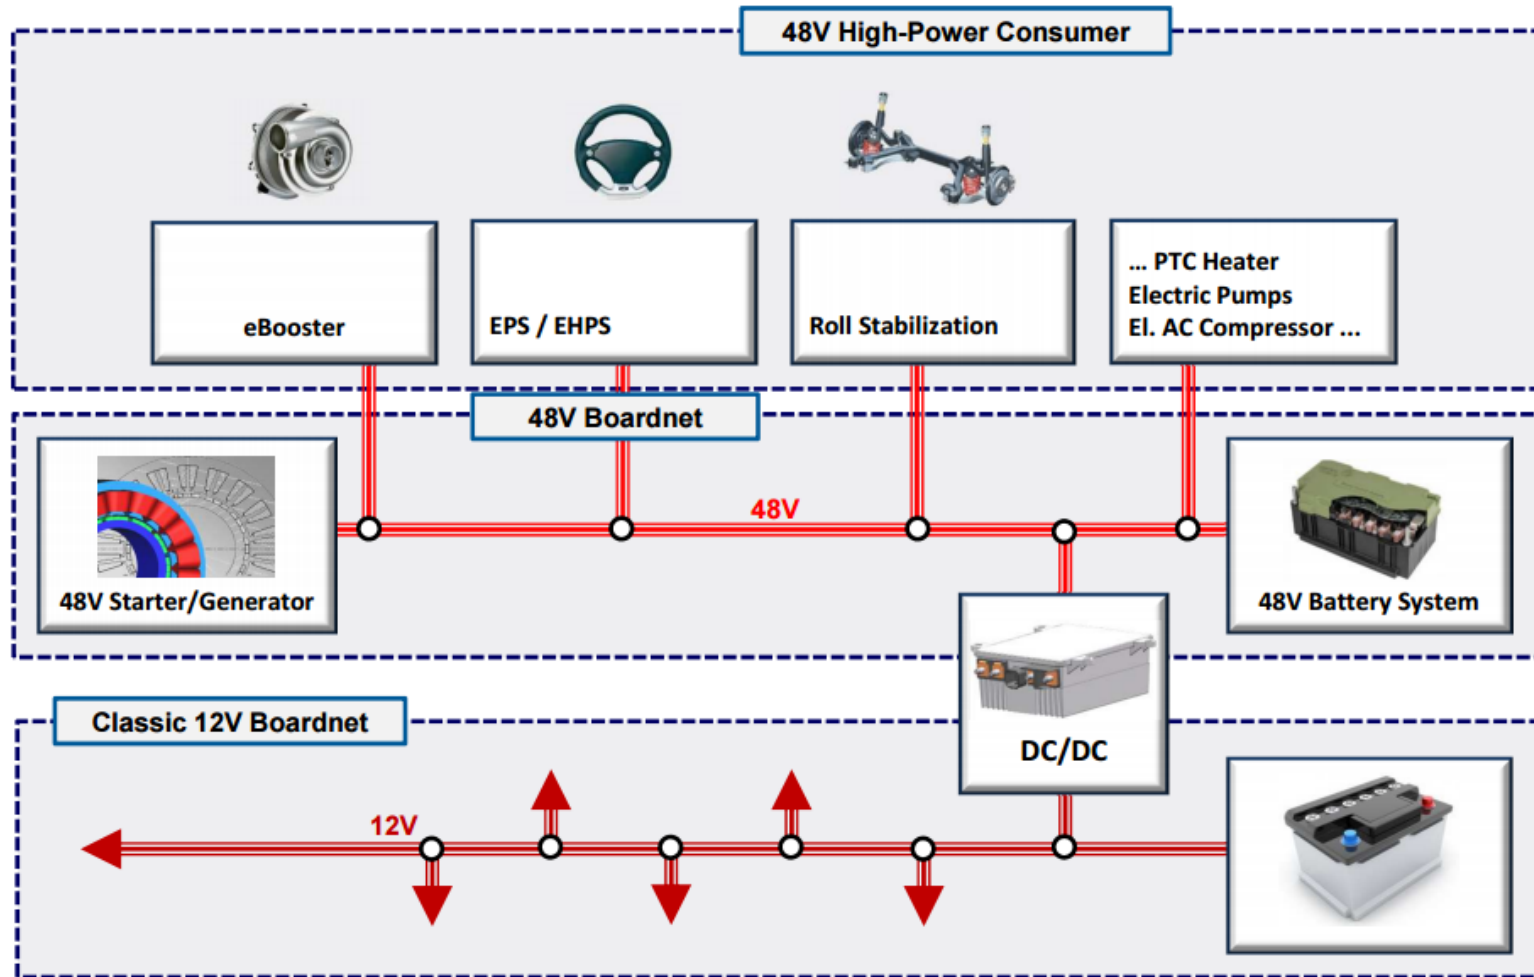 48V High-Power Consumer
eBooster
EPS / EHPS
Roll Stabilization
... PTC Heater
Electric Pumps
El. AC Compressor ...
48V Boardnet
48V
48V Starter/Generator
48V Battery System
DC/DC
Classic 12V Boardnet
12V